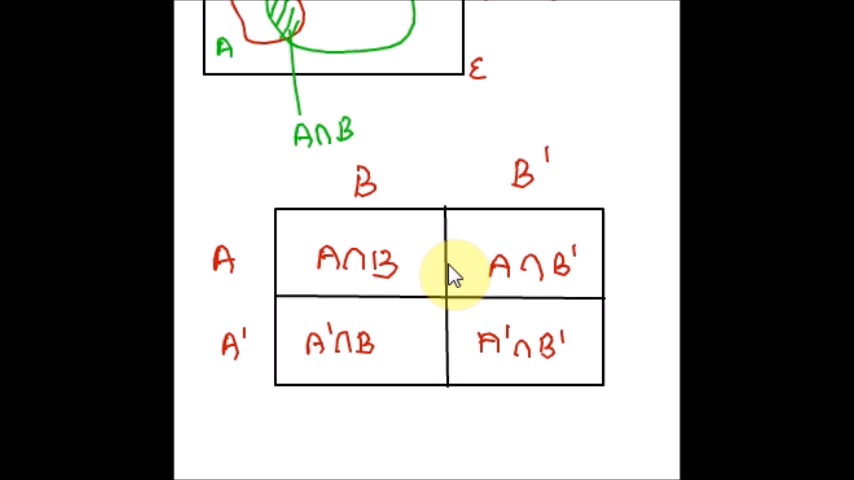 A
ε
A∩B
B B'
A A∩B A∩B'
A' A'∩B A'∩B'